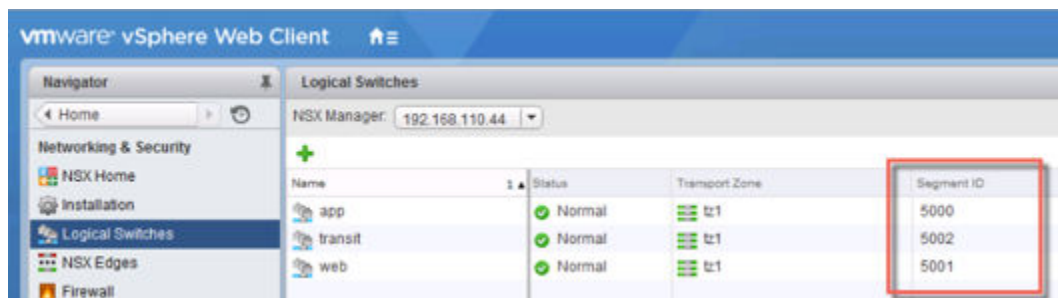 vmware® vSphere Web Client
Navigator
Logical Switches
Home
NSX Manager: 192.168.110.44
Networking & Security
NSX Home
Installation
Logical Switches
NSX Edges
Firewall
Name 1 Status Transport Zone Segment ID
app Normal tz1 5000
transit Normal tz1 5002
web Normal tz1 5001